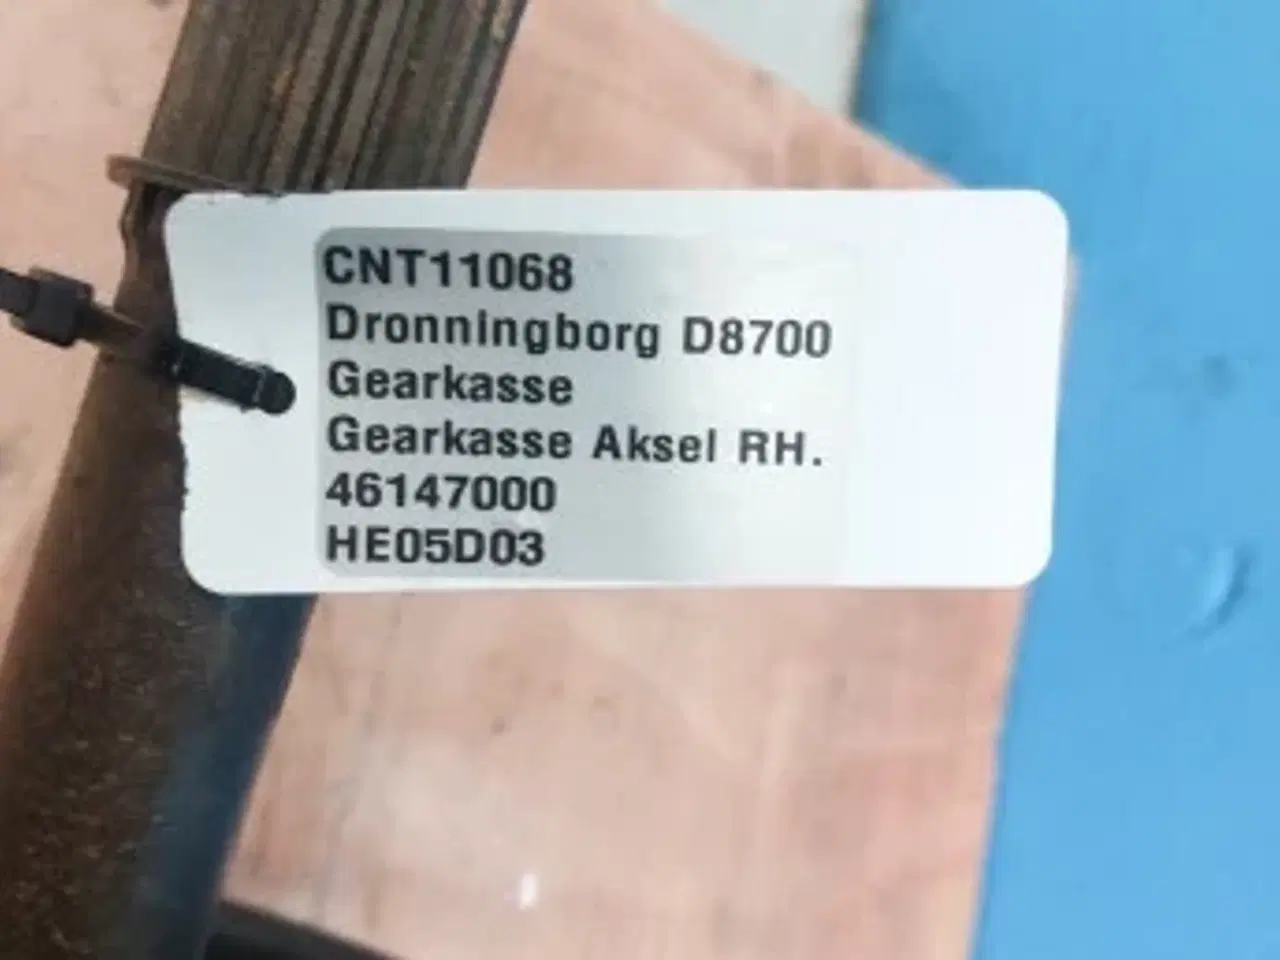 CNT11068
Dronningborg D8700
Gearkasse
Gearkasse Aksel RH.
46147000
HE05D03